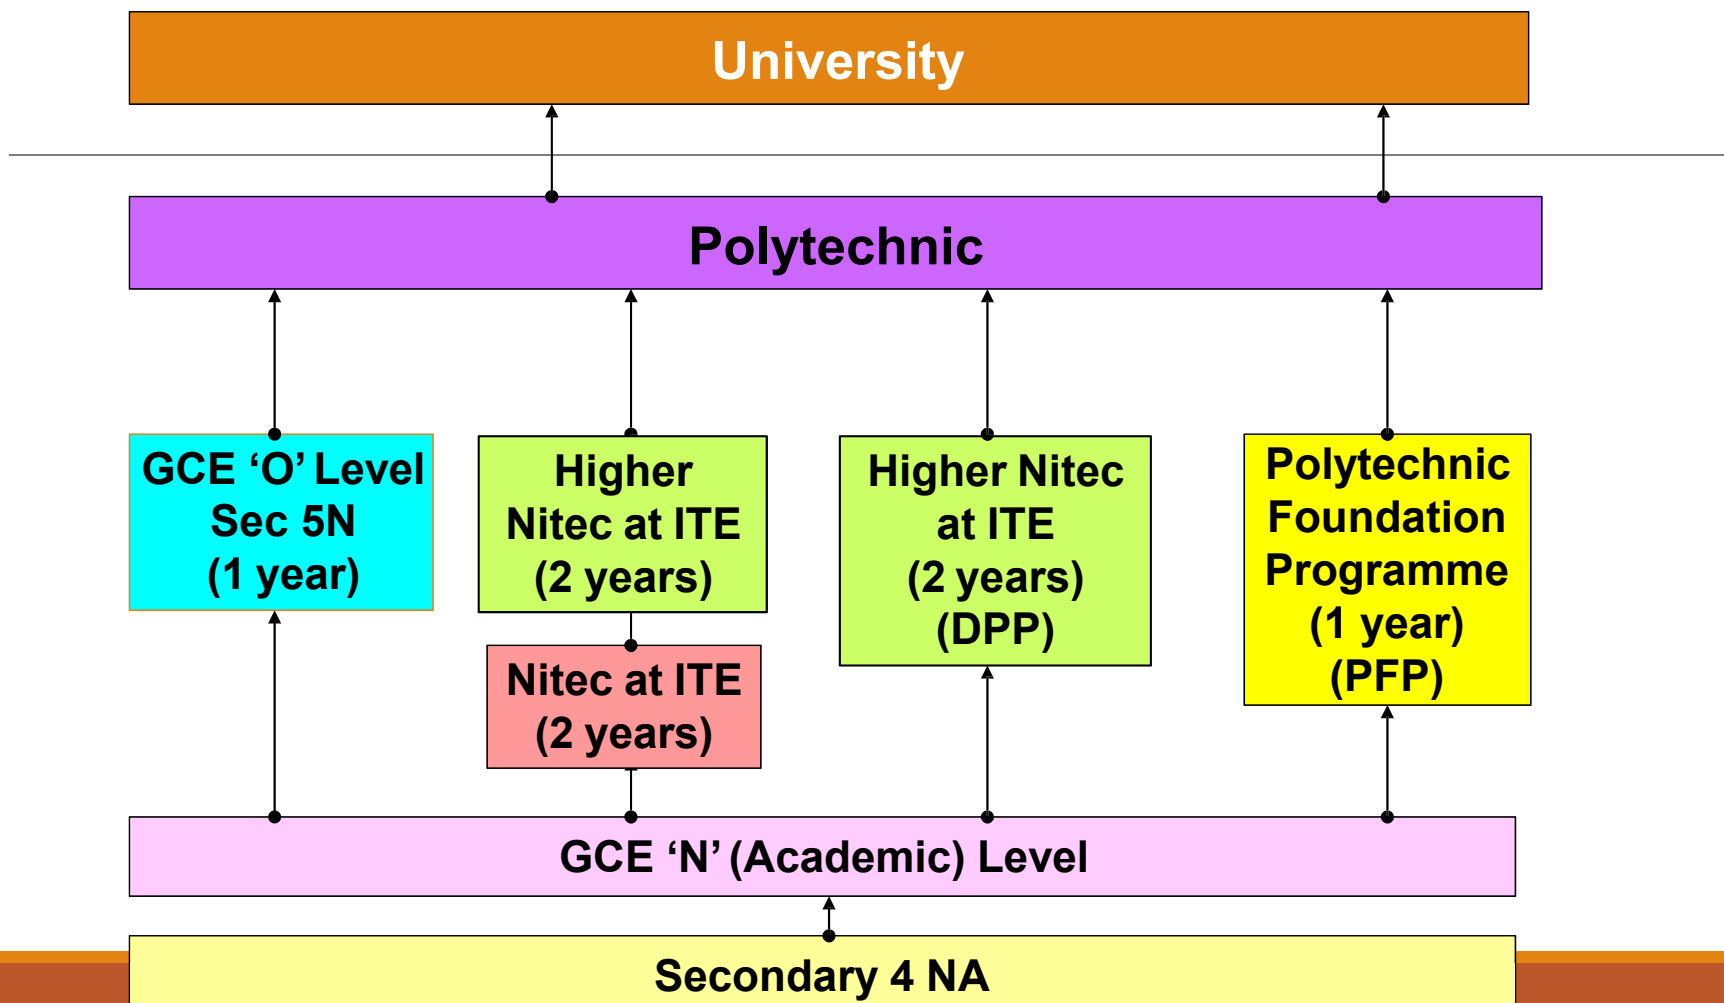 University
Polytechnic
GCE ‘O’ Level
Sec 5N
(1 year)
Higher
Nitec at ITE
(2 years)
Nitec at ITE
(2 years)
Higher Nitec
at ITE
(2 years)
(DPP)
Polytechnic
Foundation
Programme
(1 year)
(PFP)
GCE ‘N’ (Academic) Level
Secondary 4 NA